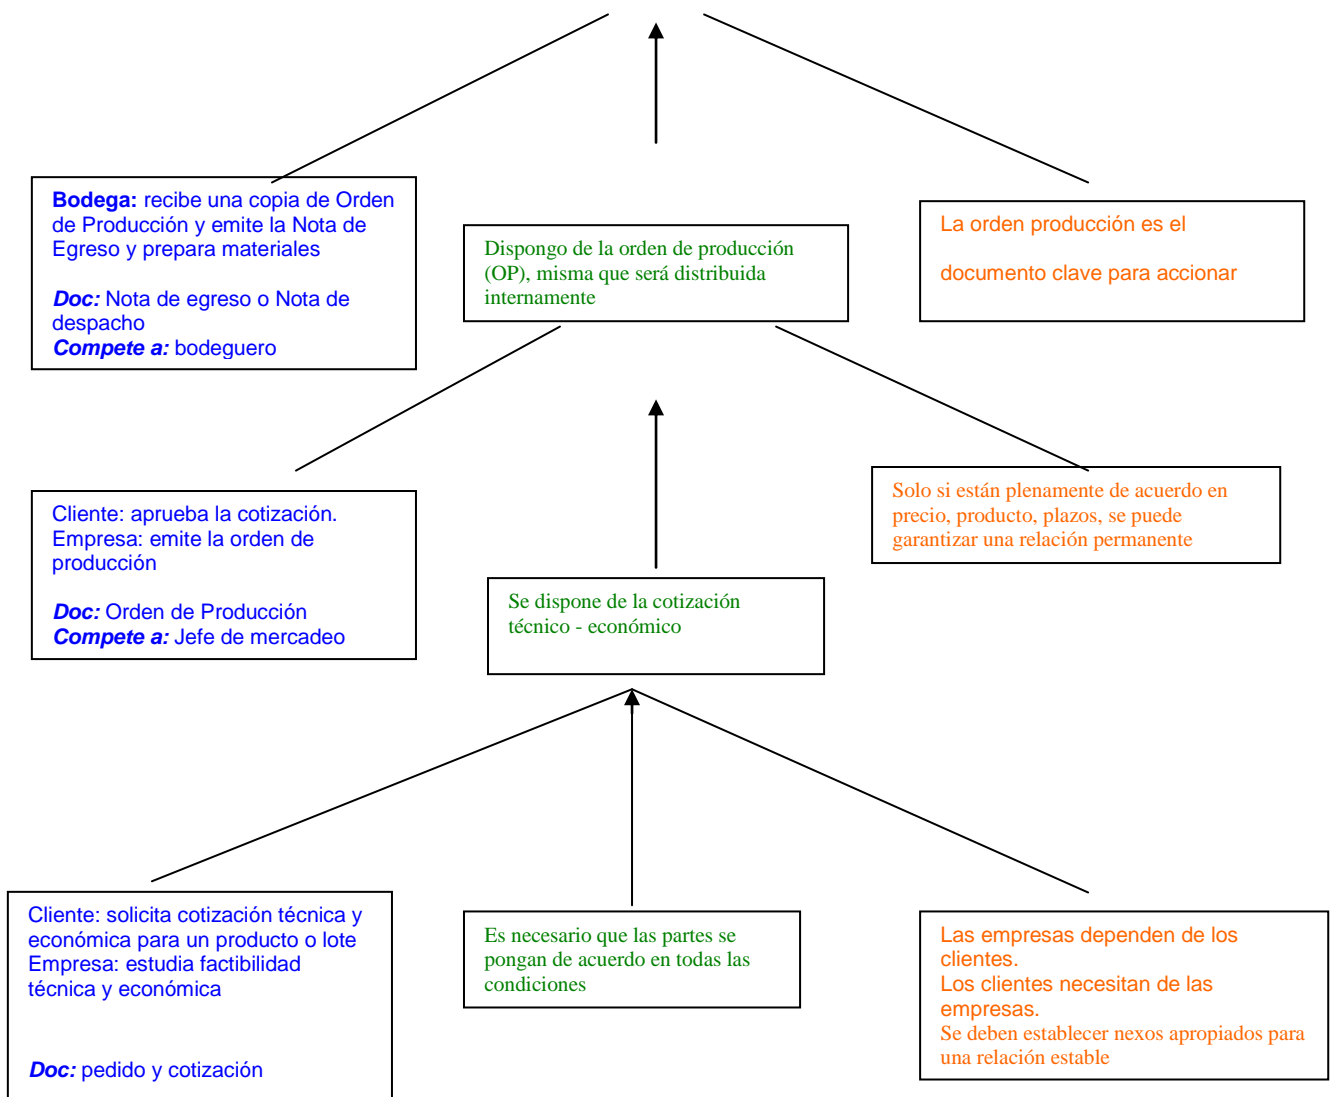 Bodega: recibe una copia de Orden
de Producción y emite la Nota de
Egreso y prepara materiales
Doc: Nota de egreso o Nota de
despacho
Compete a: bodeguero
Dispongo de la orden de producción
(OP), misma que será distribuida
internamente
La orden producción es el
documento clave para accionar
Cliente: aprueba la cotización.
Empresa: emite la orden de
producción
Doc: Orden de Producción
Compete a: Jefe de mercadeo
Se dispone de la cotización
técnico - económico
Solo si están plenamente de acuerdo en
precio, producto, plazos, se puede
garantizar una relación permanente
Cliente: solicita cotización técnica y
económica para un producto o lote
Empresa: estudia factibilidad
técnica y económica
Doc: pedido y cotización
Es necesario que las partes se
pongan de acuerdo en todas las
condiciones
Las empresas dependen de los
clientes.
Los clientes necesitan de las
empresas.
Se deben establecer nexos apropiados para
una relación estable